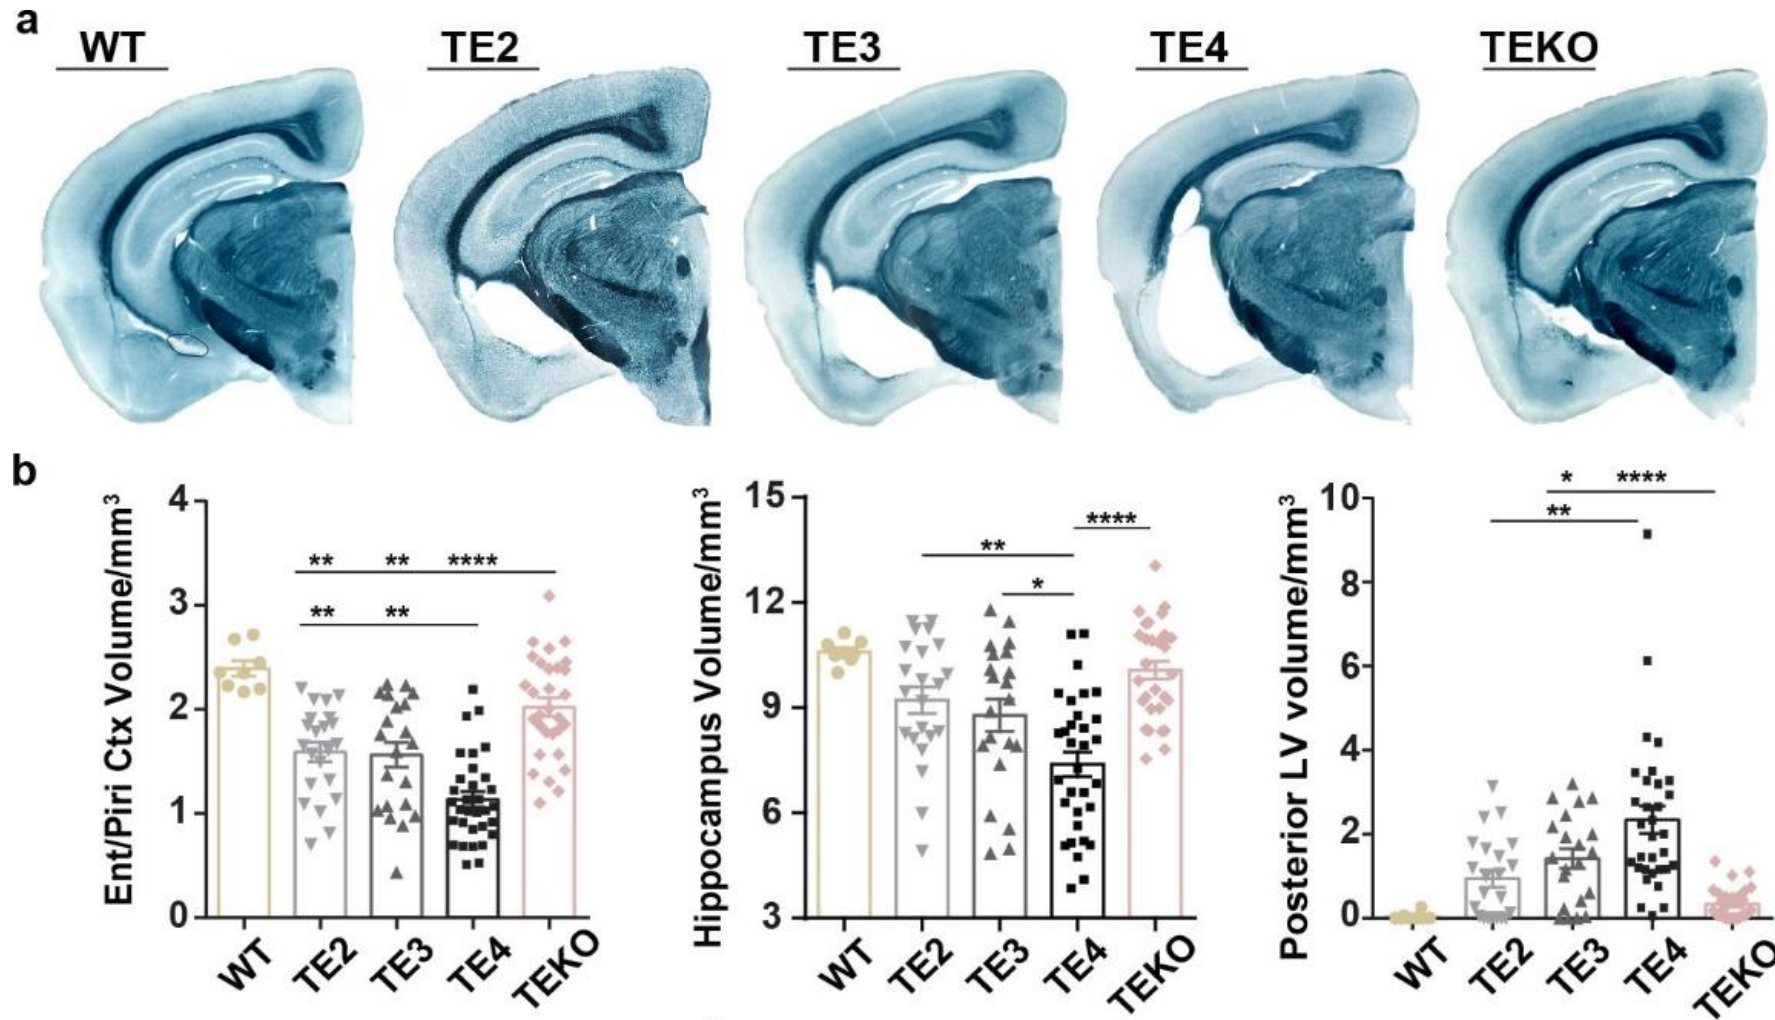 a
WT
TE2
TE3
TE4
TEKO
b
Ent/Piri Ctx Volume/mm³
4
3
2
1
0
** ** ****
** **
WT
TE2
TE3
TE4
TEKO
Hippocampus Volume/mm³
15
12
9
6
3
****
**
*
WT
TE2
TE3
TE4
TEKO
Posterior LV volume/mm³
10
8
6
4
2
0
* ****
**
WT
TE2
TE3
TE4
TEKO